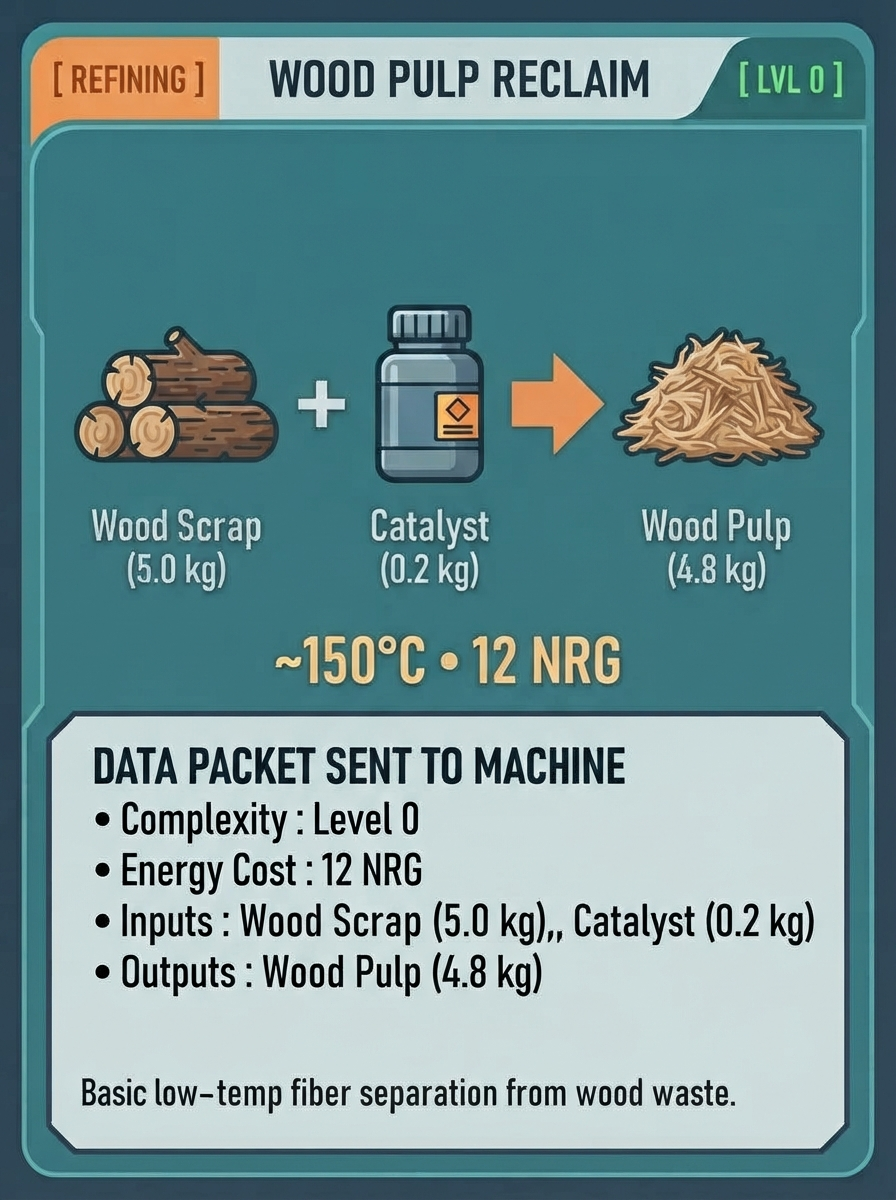 [ REFINING ]
WOOD PULP RECLAIM
[ LVL 0 ]
Wood Scrap
(5.0 kg)
Catalyst
(0.2 kg)
Wood Pulp
(4.8 kg)
~150°C • 12 NRG
DATA PACKET SENT TO MACHINE
• Complexity : Level 0
• Energy Cost : 12 NRG
• Inputs : Wood Scrap (5.0 kg),, Catalyst (0.2 kg)
• Outputs : Wood Pulp (4.8 kg)
Basic low-temp fiber separation from wood waste.